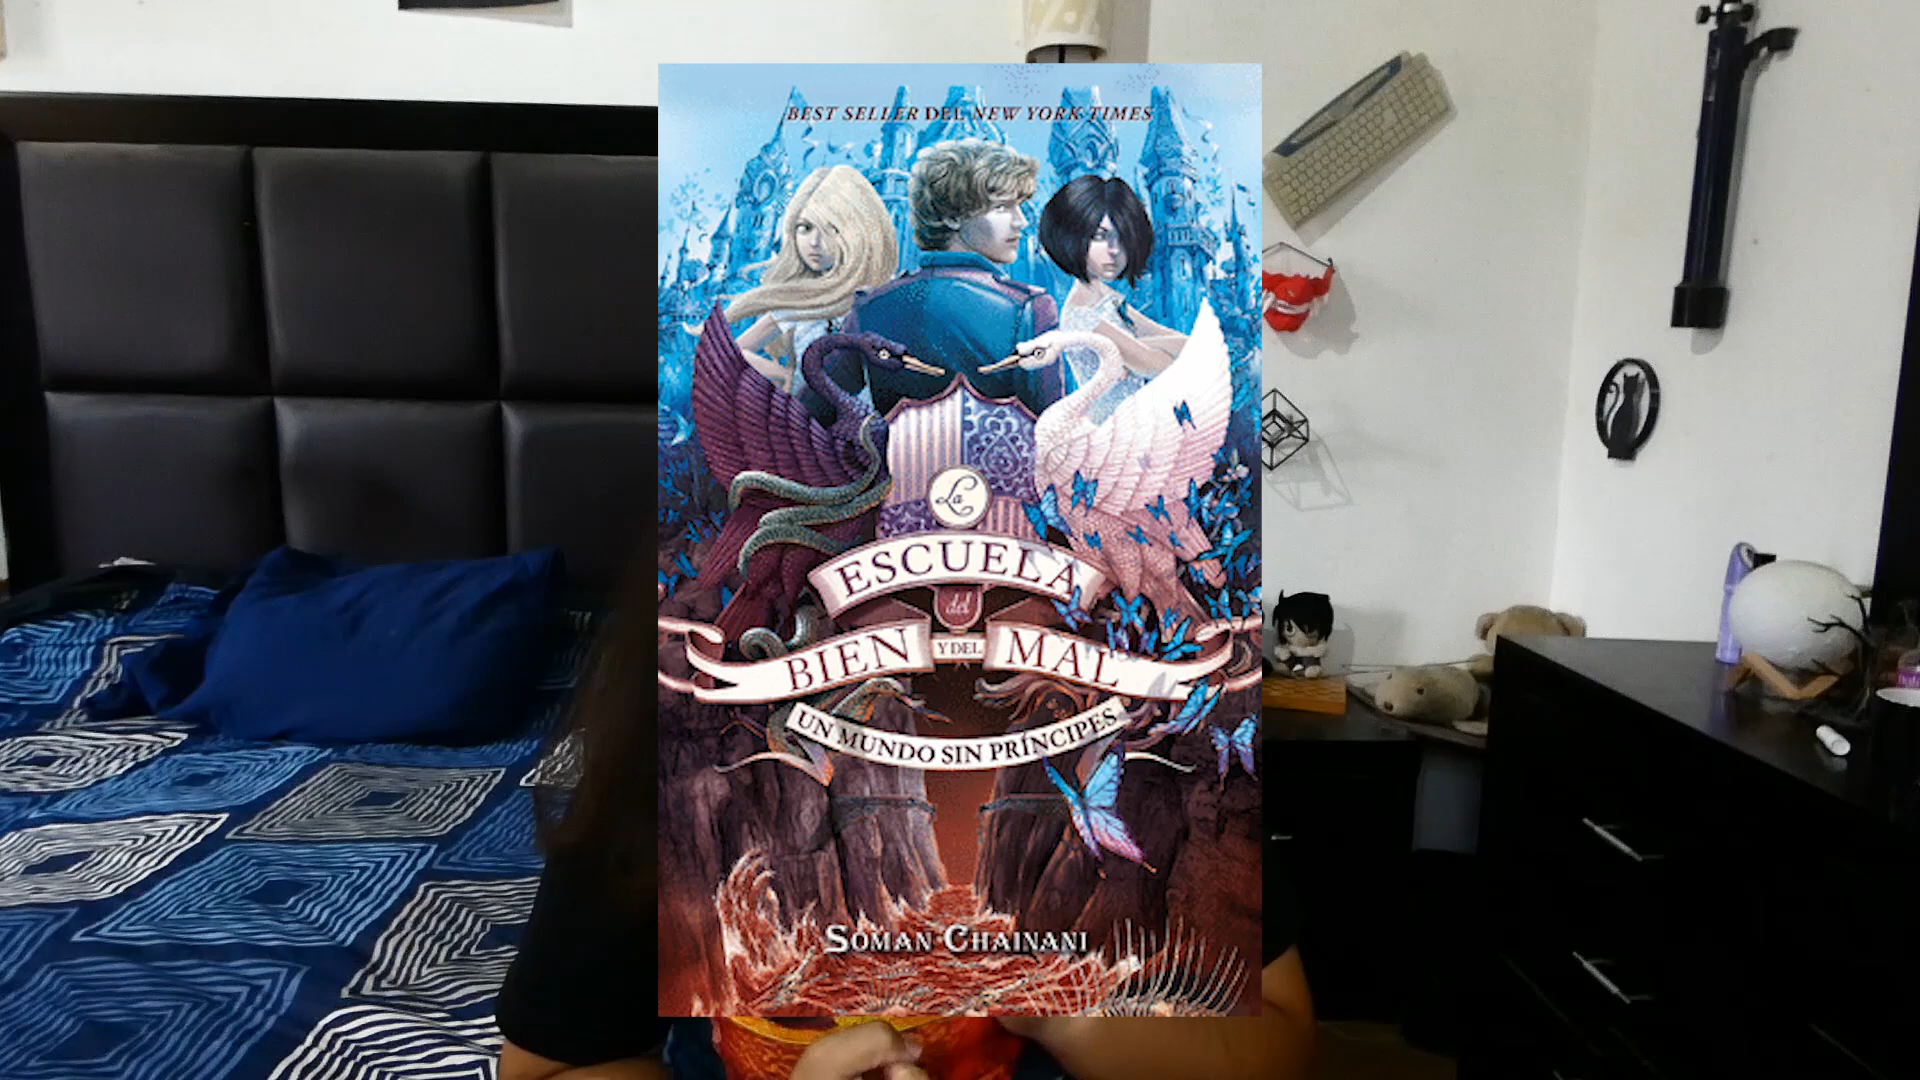 BEST SELLER DEL NEW YORK TIMES
La
ESCUELA
del
BIEN Y DEL MAL
UN MUNDO SIN PRÍNCIPES
SOMAN CHAINANI